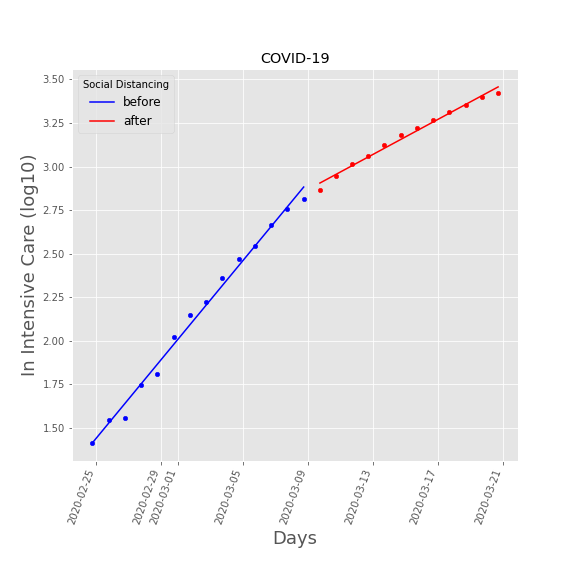 COVID-19
Social Distancing
before
after
In Intensive Care (log10)
3.50
3.25
3.00
2.75
2.50
2.25
2.00
1.75
1.50
2020-02-25
2020-02-29
2020-03-01
2020-03-05
2020-03-09
2020-03-13
2020-03-17
2020-03-21
Days